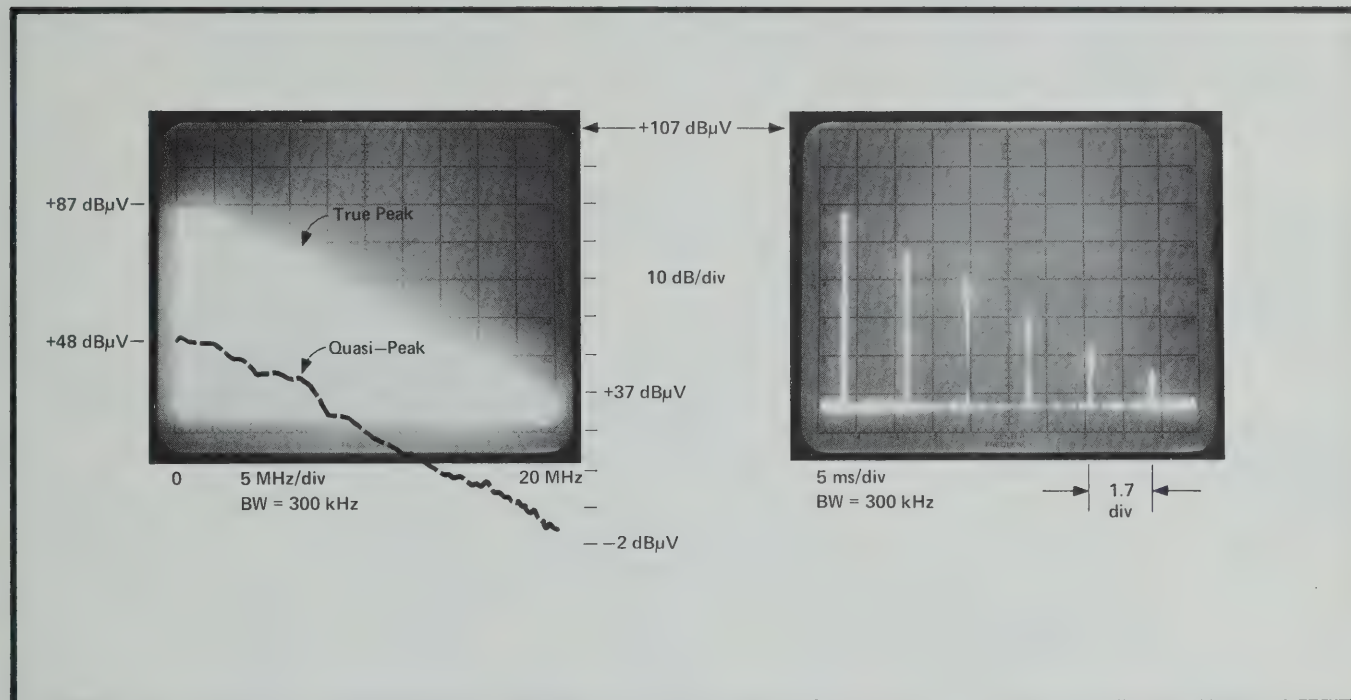 +107 dBµV
+87 dBµV
True Peak
10 dB/div
+48 dBµV
Quasi–Peak
+37 dBµV
0
5 MHz/div
20 MHz
BW = 300 kHz
–2 dBµV
5 ms/div
BW = 300 kHz
1.7
div